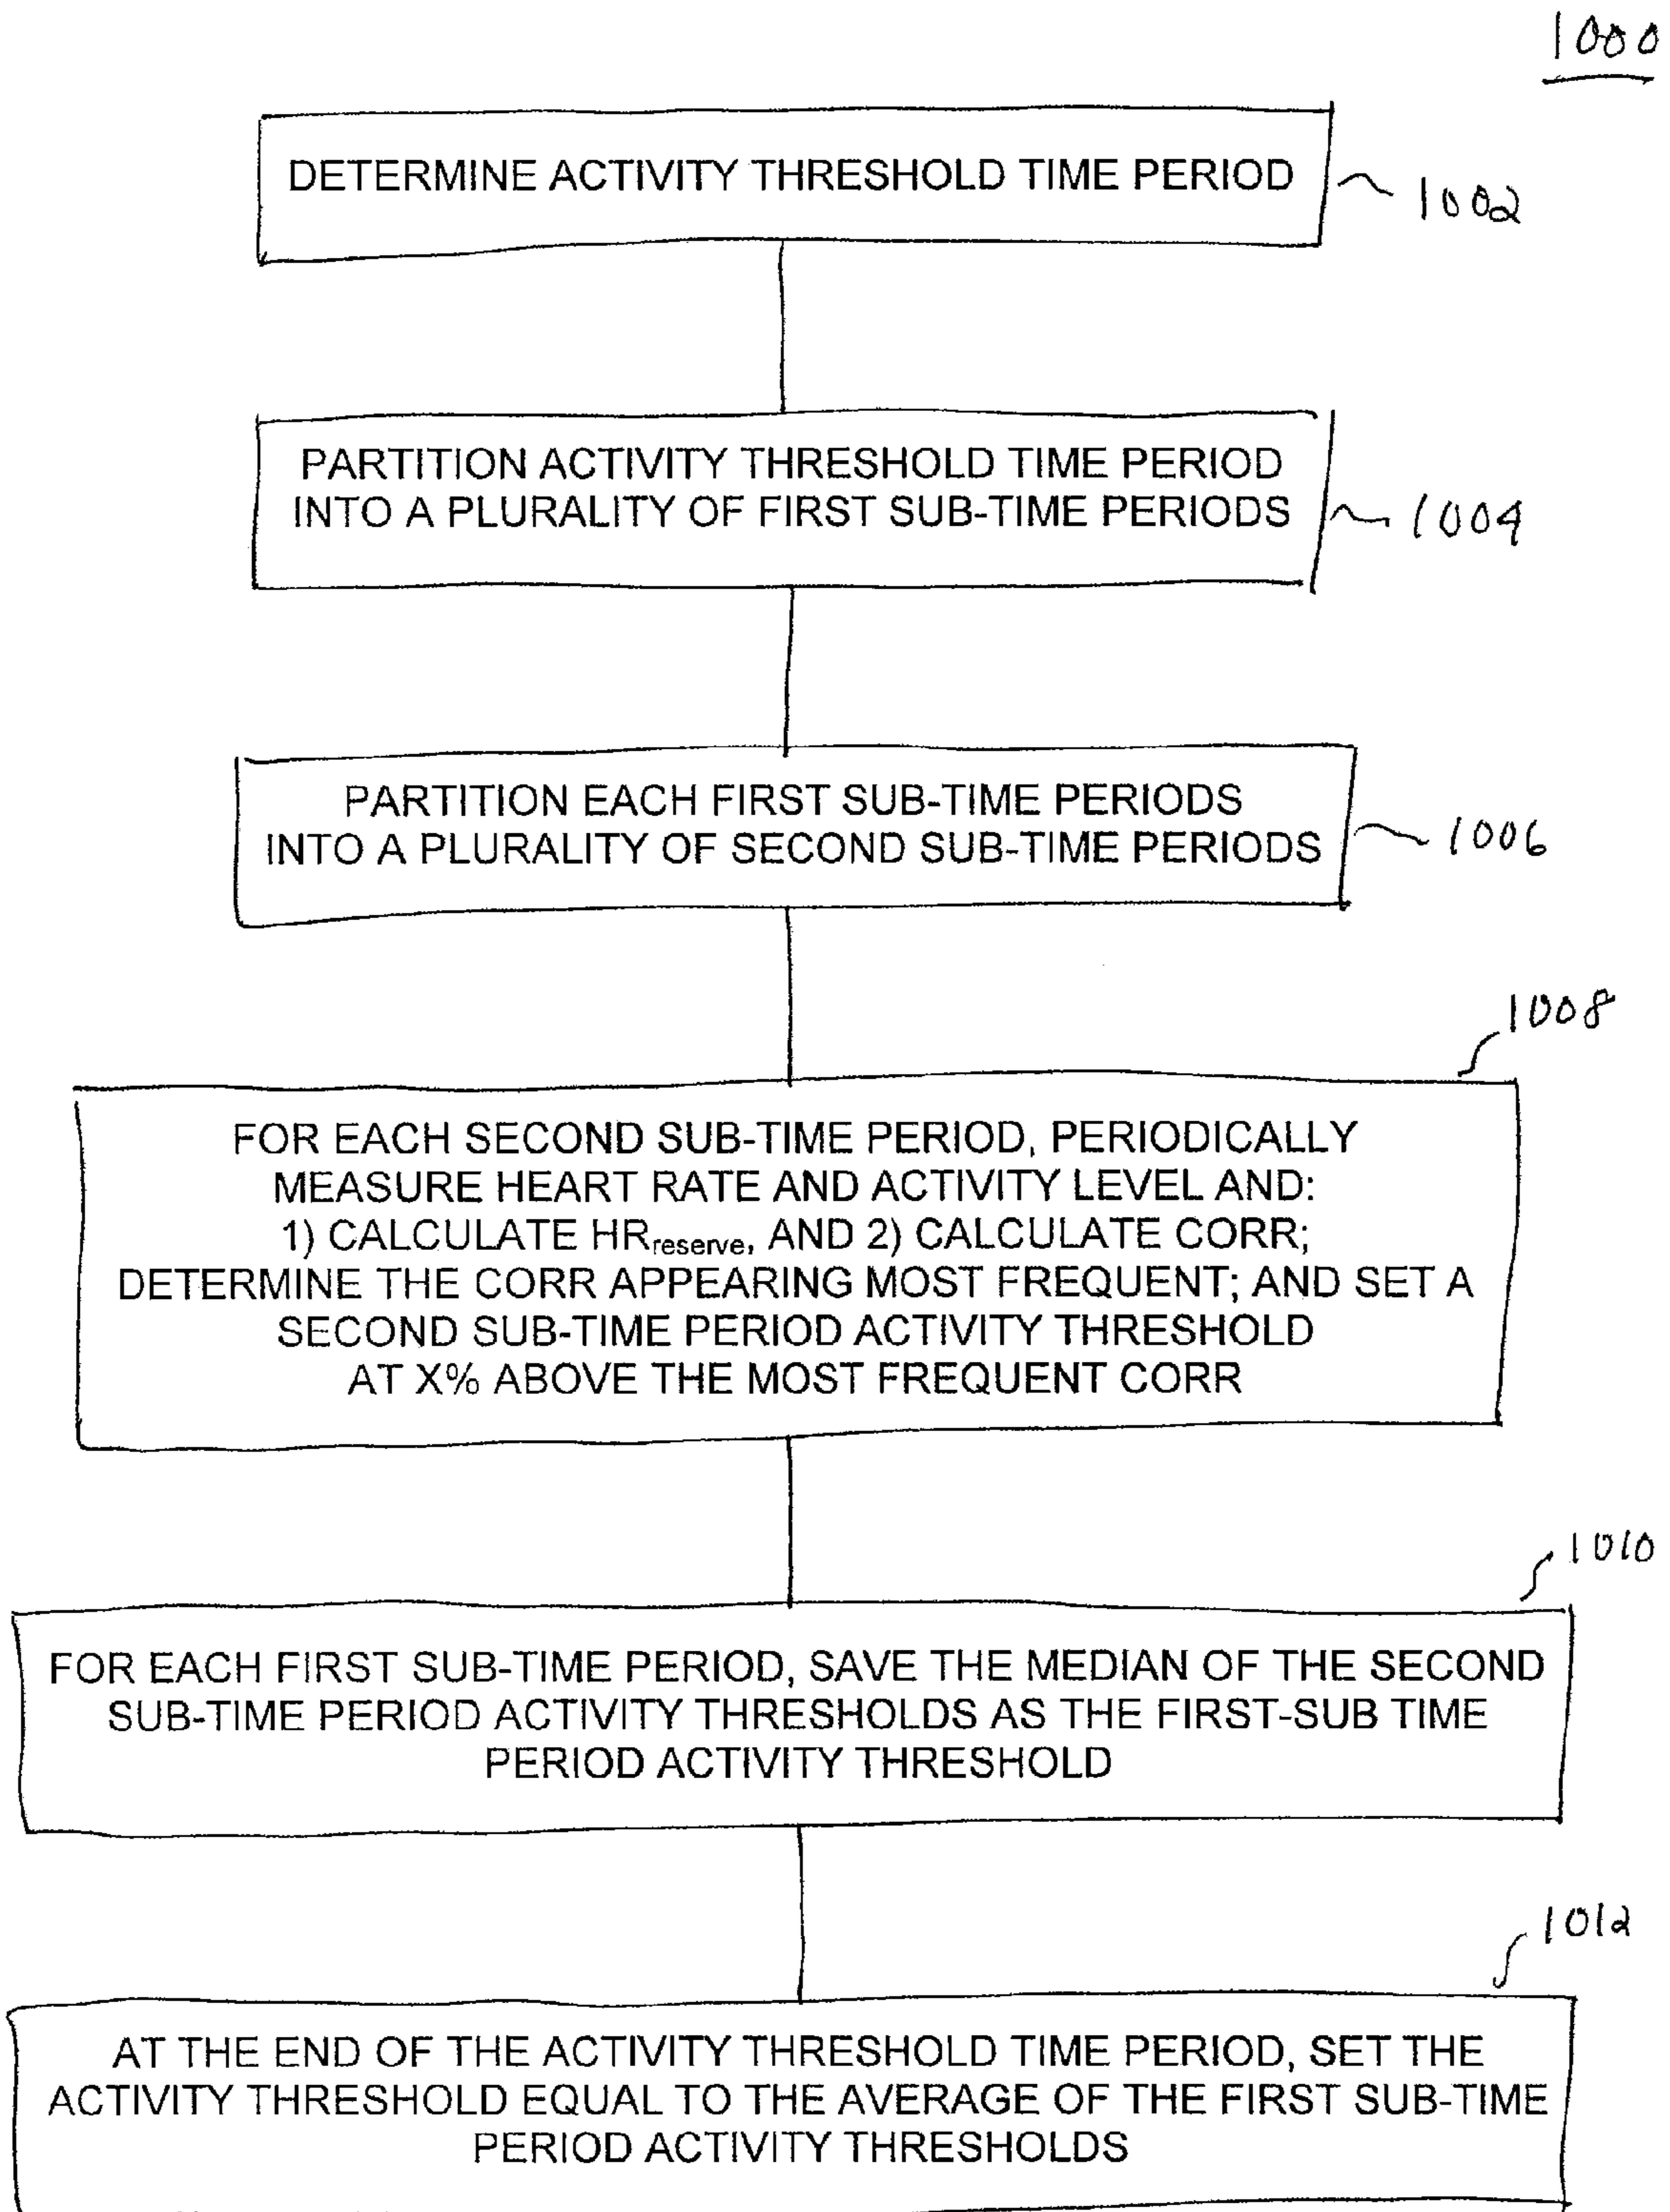 1000
DETERMINE ACTIVITY THRESHOLD TIME PERIOD
1002
PARTITION ACTIVITY THRESHOLD TIME PERIOD
INTO A PLURALITY OF FIRST SUB-TIME PERIODS
1004
PARTITION EACH FIRST SUB-TIME PERIODS
INTO A PLURALITY OF SECOND SUB-TIME PERIODS
1006
1008
FOR EACH SECOND SUB-TIME PERIOD, PERIODICALLY
MEASURE HEART RATE AND ACTIVITY LEVEL AND:
1) CALCULATE HRreserve, AND 2) CALCULATE CORR;
DETERMINE THE CORR APPEARING MOST FREQUENT; AND SET A
SECOND SUB-TIME PERIOD ACTIVITY THRESHOLD
AT X% ABOVE THE MOST FREQUENT CORR
1010
FOR EACH FIRST SUB-TIME PERIOD, SAVE THE MEDIAN OF THE SECOND
SUB-TIME PERIOD ACTIVITY THRESHOLDS AS THE FIRST-SUB TIME
PERIOD ACTIVITY THRESHOLD
1012
AT THE END OF THE ACTIVITY THRESHOLD TIME PERIOD, SET THE
ACTIVITY THRESHOLD EQUAL TO THE AVERAGE OF THE FIRST SUB-TIME
PERIOD ACTIVITY THRESHOLDS